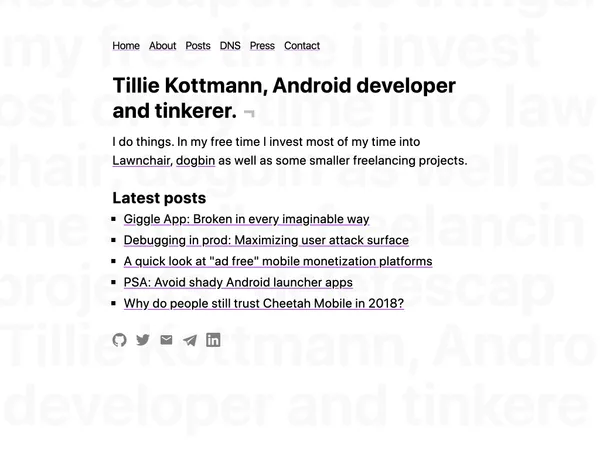 Home About Posts DNS Press Contact
Tillie Kottmann, Android developer
and tinkerer. ¬
I do things. In my free time I invest most of my time into
Lawnchair, dogbin as well as some smaller freelancing projects.
Latest posts
Giggle App: Broken in every imaginable way
Debugging in prod: Maximizing user attack surface
A quick look at "ad free" mobile monetization platforms
PSA: Avoid shady Android launcher apps
Why do people still trust Cheetah Mobile in 2018?